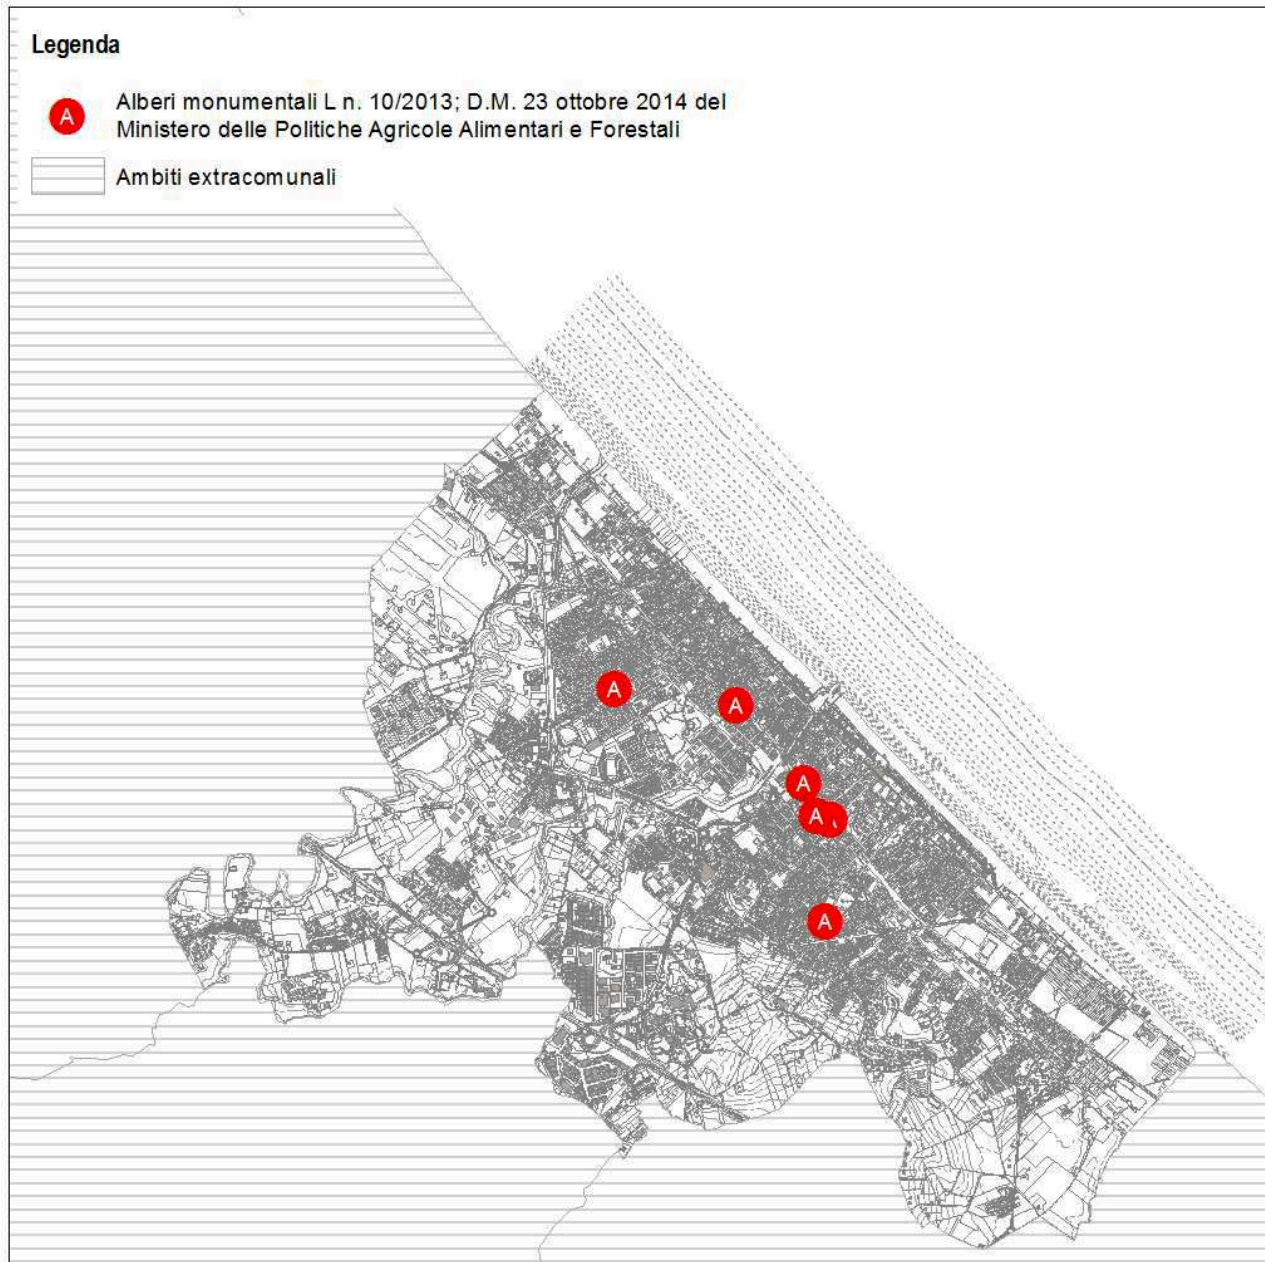 Legenda
A
Alberi monumentali L n. 10/2013; D.M. 23 ottobre 2014 del
Ministero delle Politiche Agricole Alimentari e Forestali
Ambiti extracomunali
A
A
A
A
A